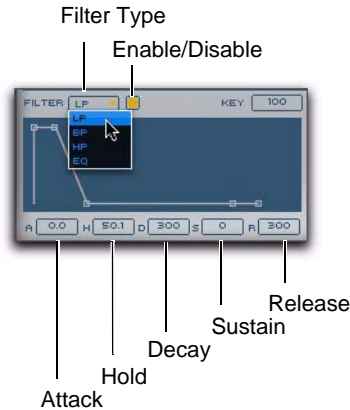 Filter Type
Enable/Disable
FILTER LP KEY 100
LP
BP
HP
EQ
A 0.0 H 50.1 D 300 S 0 R 300
Release
Sustain
Decay
Hold
Attack